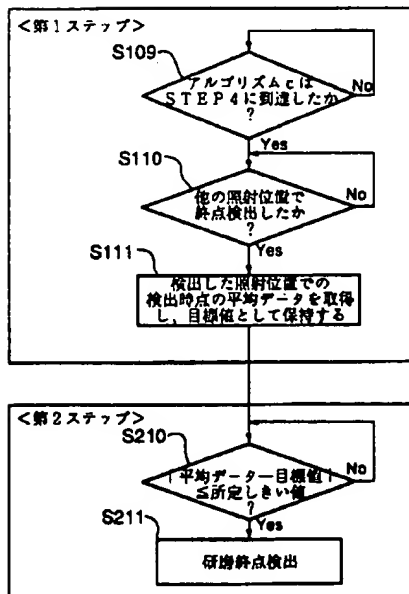 <第1ステップ>
S109
アルゴリズムcは
STEP4に到達したか
?
No
Yes
S110
他の照射位置で
終点検出したか
?
No
Yes
S111
検出した照射位置での
検出時点の平均データを取得
し、目標値として保持する
<第2ステップ>
S210
|平均データ-目標値|
≦所定しきい値
?
No
Yes
S211
研磨終点検出